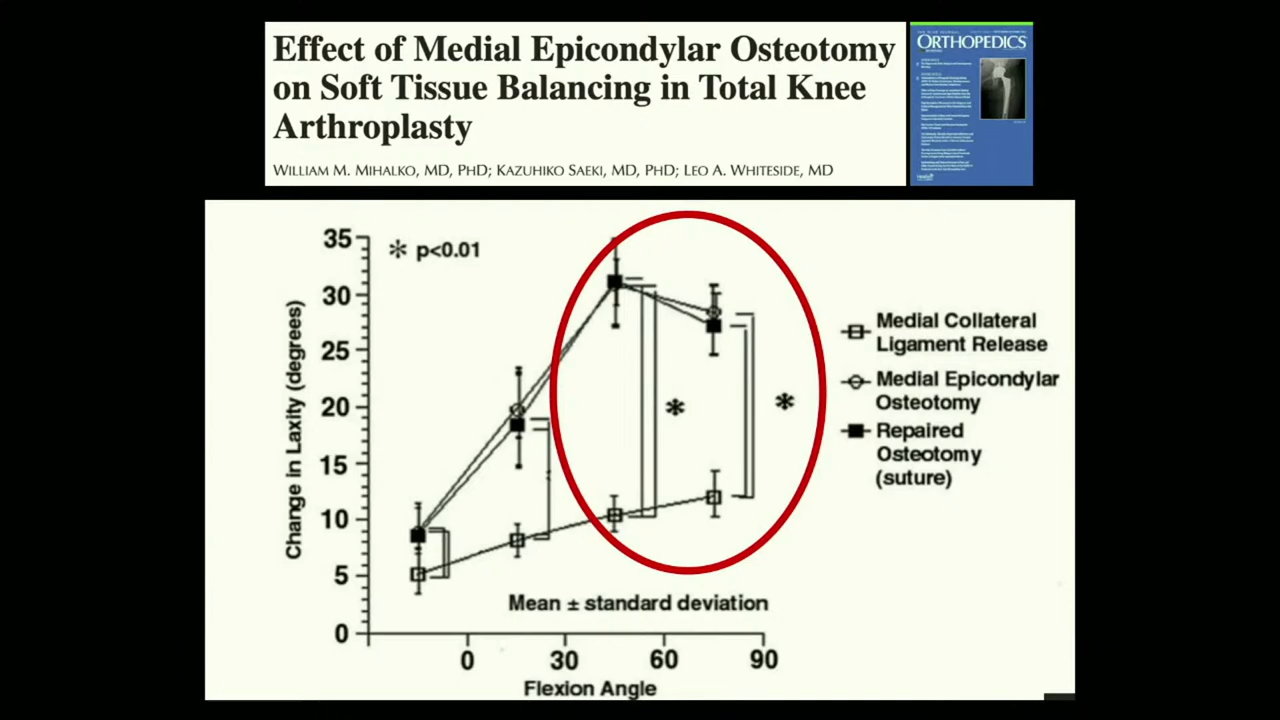 Effect of Medial Epicondylar Osteotomy
on Soft Tissue Balancing in Total Knee
Arthroplasty
WILLIAM M. MIHALKO, MD, PHD; KAZUHIKO SAEKI, MD, PHD; LEO A. WHITESIDE, MD
ORTHOPEDICS
* p<0.01
35
30
25
20
15
10
5
0
Change in Laxity (degrees)
*
*
Medial Collateral
Ligament Release
Medial Epicondylar
Osteotomy
Repaired
Osteotomy
(suture)
Mean ± standard deviation
0 30 60 90
Flexion Angle